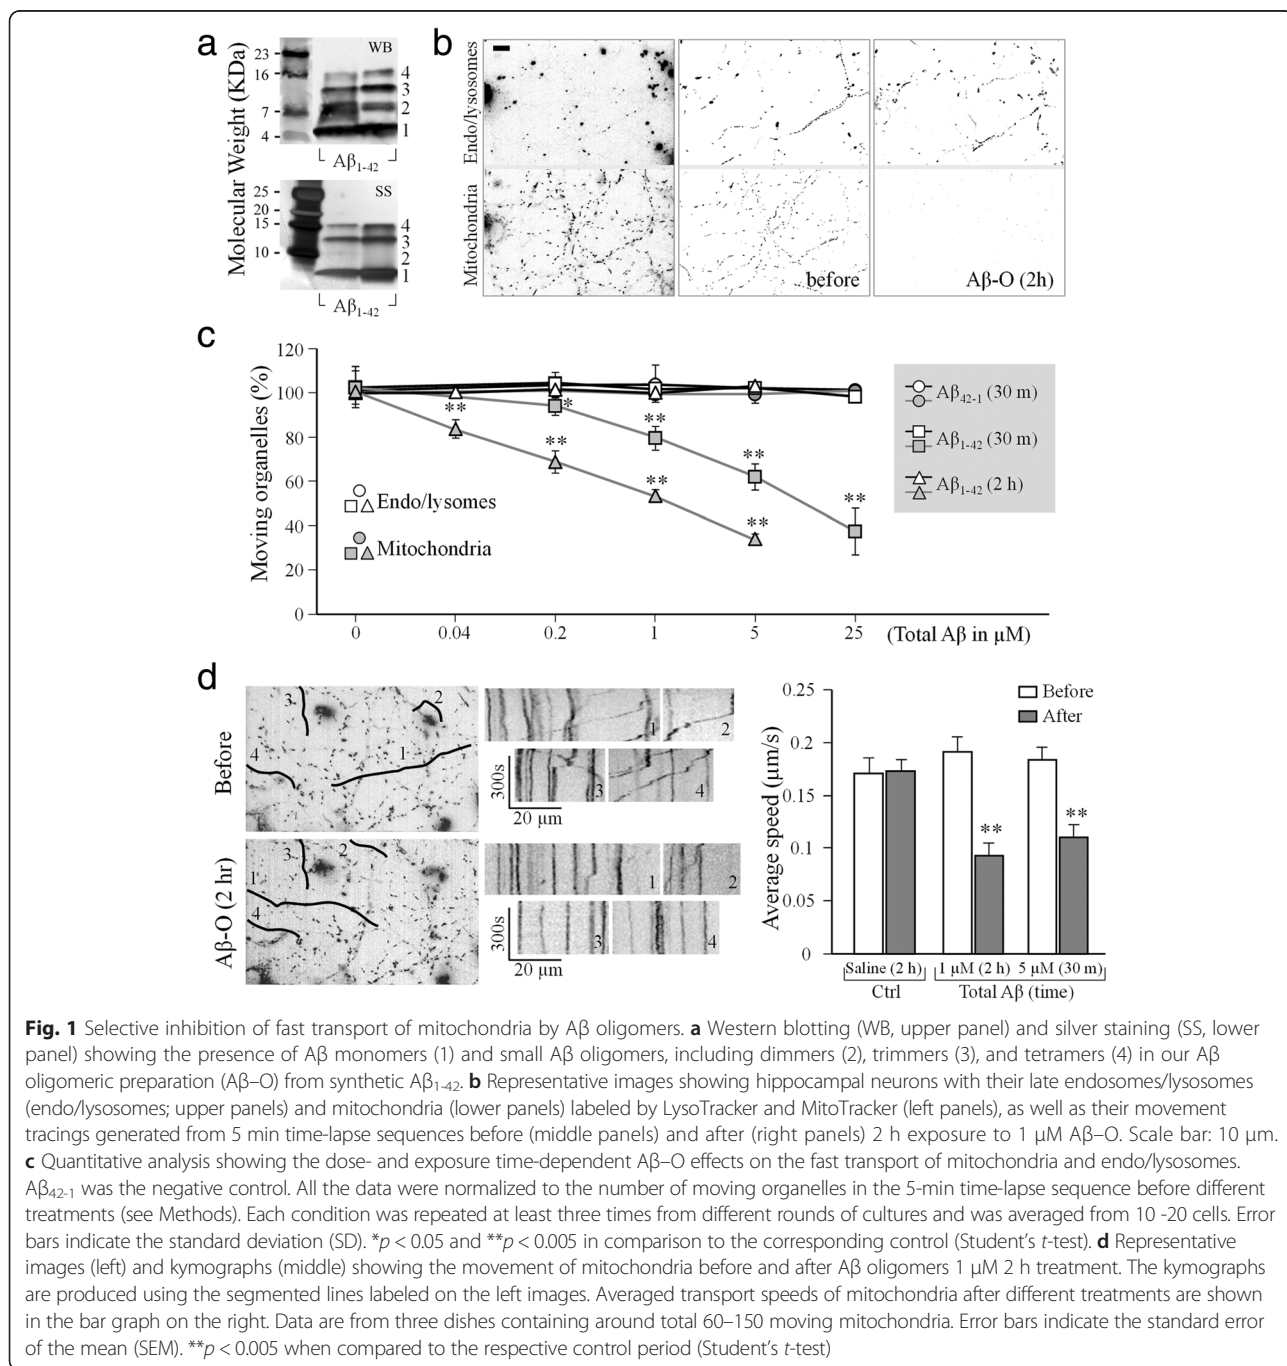 a
WB
Molecular Weight (KDa)
23
16
7
4
4
3
2
1
Aβ1-42
SS
25
20
15
10
4
3
2
1
Aβ1-42
b
Endo/lysosomes
Mitochondria
before
Aβ-O (2h)
c
Moving organelles (%)
120
100
80
60
40
20
0
**
**
**
**
*
**
**
**
Endo/lysomes
Mitochondria
Aβ42-1 (30 m)
Aβ1-42 (30 m)
Aβ1-42 (2 h)
0 0.04 0.2 1 5 25 (Total Aβ in μM)
d
Before
3
2
4
1
1
2
3
4
300s
20 μm
Aβ-O (2 hr)
3
2
1
4
1
2
3
4
300s
20 μm
Average speed (μm/s)
0.25
0.2
0.15
0.1
0.05
0
Before
After
**
**
Saline (2 h) 1 μM (2 h) 5 μM (30 m)
Ctrl Total Aβ (time)
Fig. 1 Selective inhibition of fast transport of mitochondria by Aβ oligomers. a Western blotting (WB, upper panel) and silver staining (SS, lower
panel) showing the presence of Aβ monomers (1) and small Aβ oligomers, including dimmers (2), trimmers (3), and tetramers (4) in our Aβ
oligomeric preparation (Aβ–O) from synthetic Aβ1-42. b Representative images showing hippocampal neurons with their late endosomes/lysosomes
(endo/lysosomes; upper panels) and mitochondria (lower panels) labeled by LysoTracker and MitoTracker (left panels), as well as their movement
tracings generated from 5 min time-lapse sequences before (middle panels) and after (right panels) 2 h exposure to 1 μM Aβ–O. Scale bar: 10 μm.
c Quantitative analysis showing the dose- and exposure time-dependent Aβ–O effects on the fast transport of mitochondria and endo/lysosomes.
Aβ42-1 was the negative control. All the data were normalized to the number of moving organelles in the 5-min time-lapse sequence before different
treatments (see Methods). Each condition was repeated at least three times from different rounds of cultures and was averaged from 10 -20 cells. Error
bars indicate the standard deviation (SD). *p < 0.05 and **p < 0.005 in comparison to the corresponding control (Student's t-test). d Representative
images (left) and kymographs (middle) showing the movement of mitochondria before and after Aβ oligomers 1 μM 2 h treatment. The kymographs
are produced using the segmented lines labeled on the left images. Averaged transport speeds of mitochondria after different treatments are shown
in the bar graph on the right. Data are from three dishes containing around total 60–150 moving mitochondria. Error bars indicate the standard error
of the mean (SEM). **p < 0.005 when compared to the respective control period (Student's t-test)